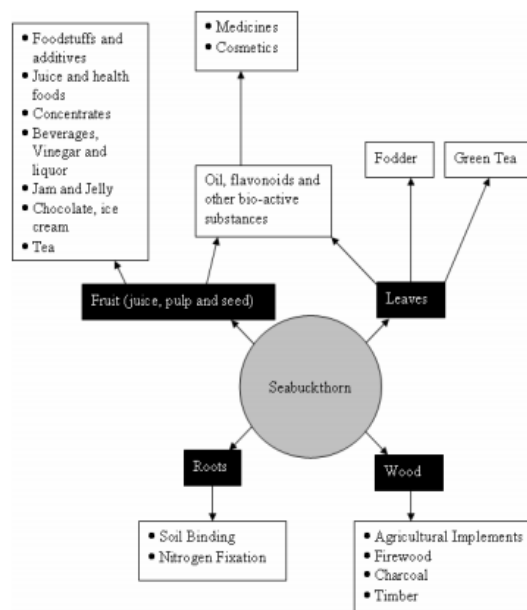 • Foodstuffs and
additives
• Juice and health
foods
• Concentrates
• Beverages,
Vinegar and
liquor
• Jam and Jelly
• Chocolate, ice
cream
• Tea
• Medicines
• Cosmetics
Fodder
Green Tea
Oil, flavonoids and
other bio-active
substances
Fruit (juice, pulp and seed)
Leaves
Seabuckthorn
Roots
Wood
• Soil Binding
• Nitrogen Fixation
• Agricultural Implements
• Firewood
• Charcoal
• Timber